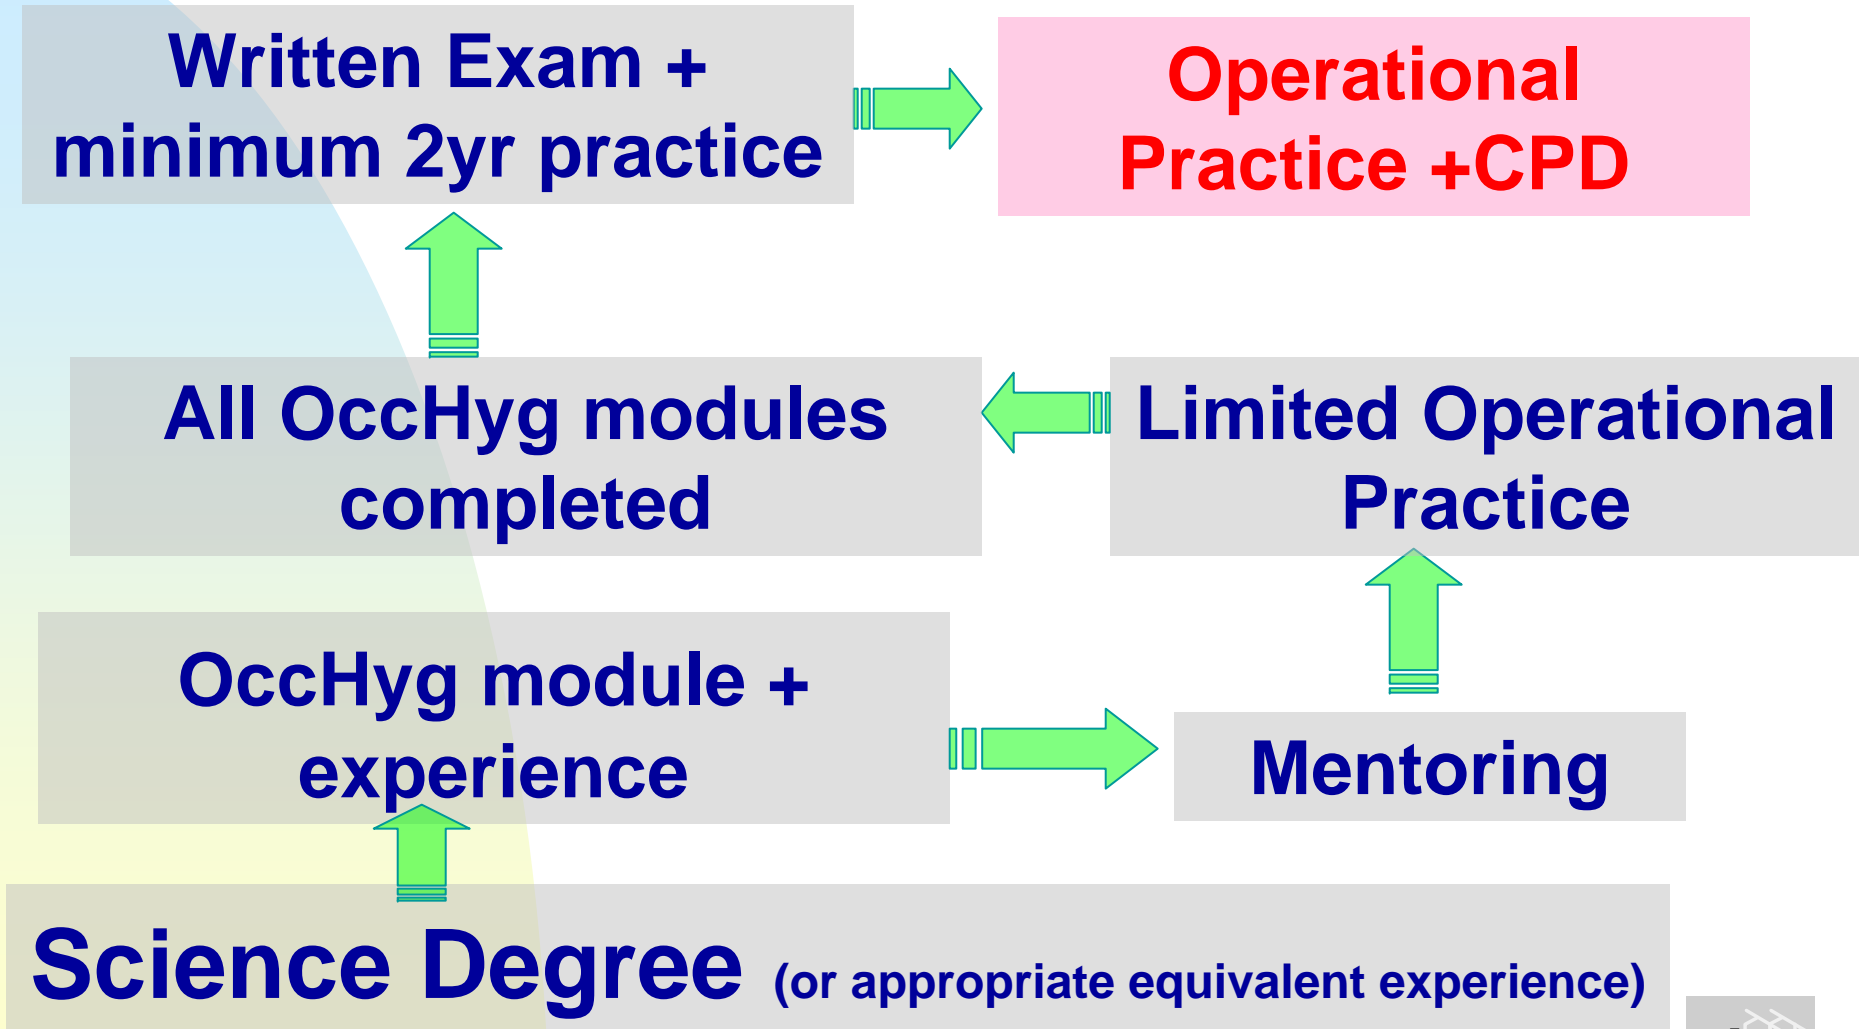 Written Exam +
minimum 2yr practice
Operational
Practice +CPD
All OccHyg modules
completed
Limited Operational
Practice
OccHyg module +
experience
Mentoring
Science Degree (or appropriate equivalent experience)